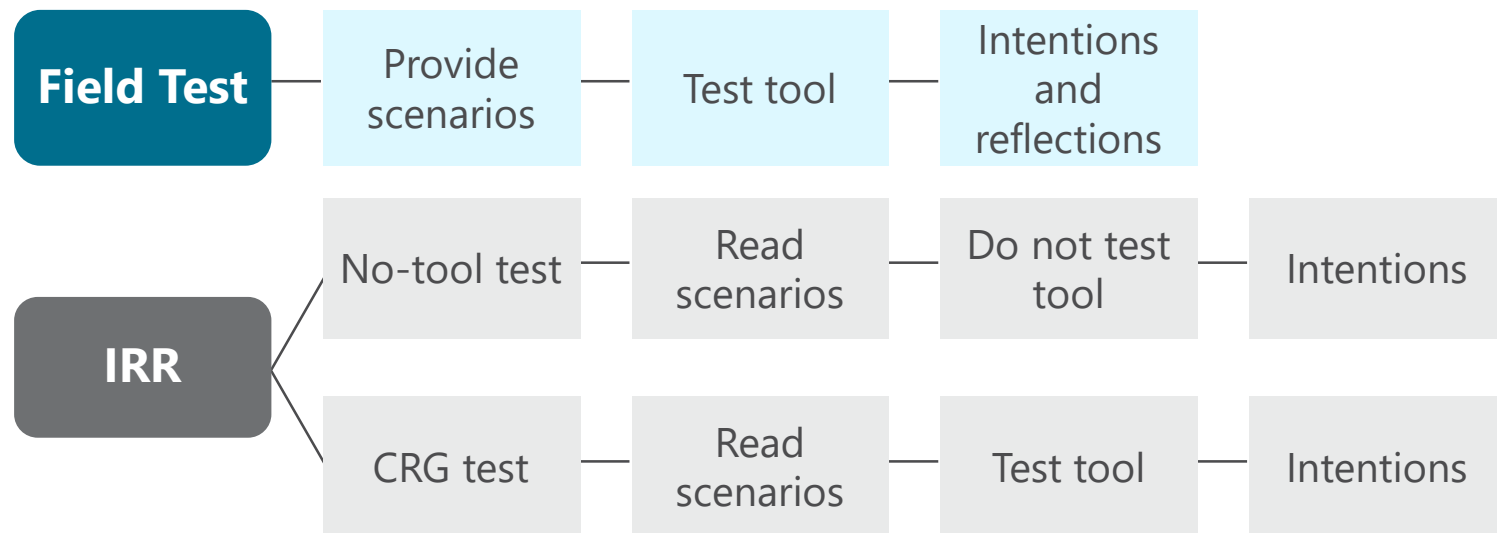 Field Test
Provide
scenarios
Test tool
Intentions
and
reflections
No-tool test
Read
scenarios
Do not test
tool
Intentions
IRR
CRG test
Read
scenarios
Test tool
Intentions